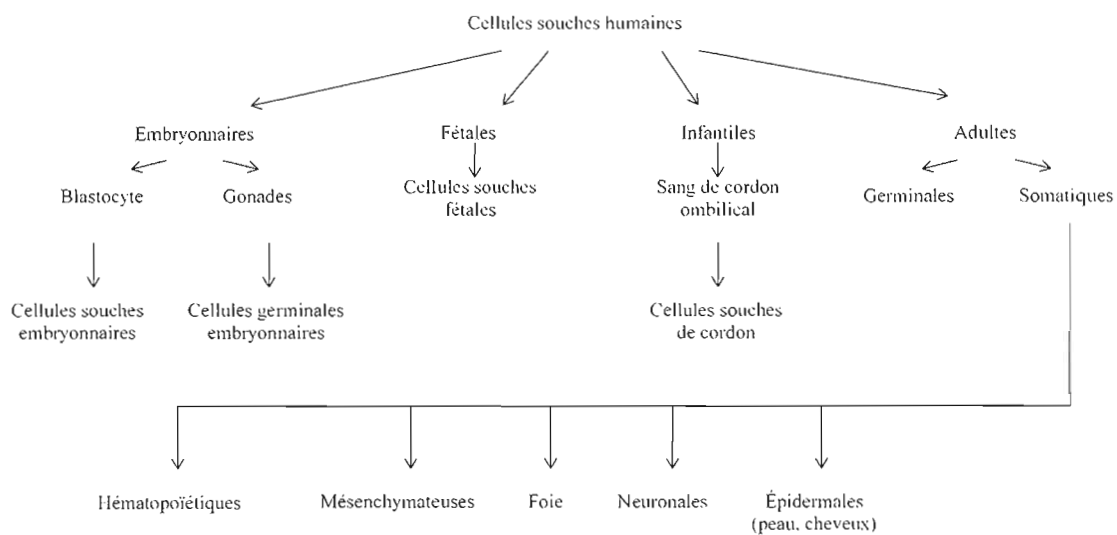 Cellules souches humaines
Embryonnaires
Fétales
Infantiles
Adultes
Blastocyte
Gonades
Cellules souches
fétales
Sang de cordon
ombilical
Germinales
Somatiques
Cellules souches
embryonnaires
Cellules germinales
embryonnaires
Cellules souches
de cordon
Hématopoïétiques
Mésenchymateuses
Foie
Neuronales
Épidermales
(peau, cheveux)